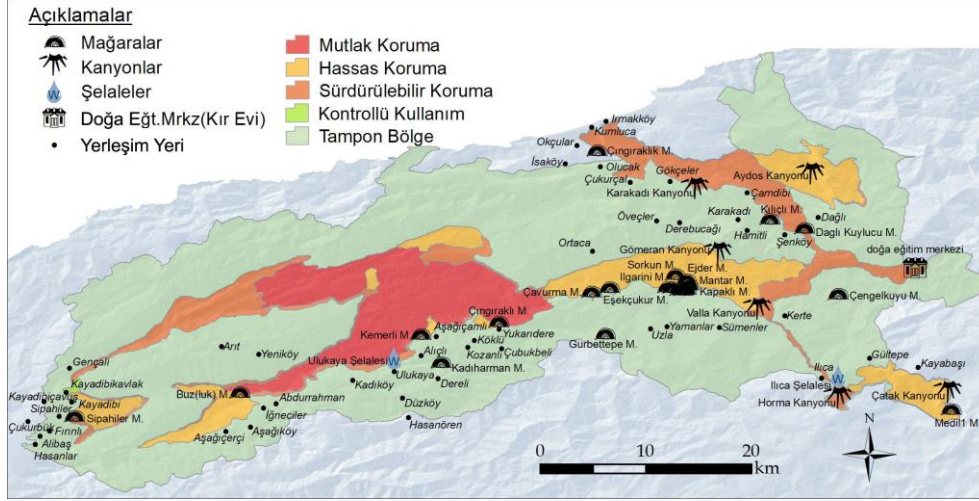 Açıklamalar
Mağaralar
Kanyonlar
Şelaleler
Doğa Eğt.Mrkz(Kır Evi)
Yerleşim Yeri
Mutlak Koruma
Hassas Koruma
Sürdürülebilir Koruma
Kontrollü Kullanım
Tampon Bölge
Irmakköy
Kumluca
Okçular
Çıngıraklık M.
İsaköy
Olucak
Gökçeler
Çukurçal
Karakadı Kanyonu
Aydos Kanyonu
Çamdibi
Kılıçlı M.
Karakadı
Dağlı
Öveçler
Derebucağı
Hamitli
Şenköy
Daglı Kuylucu M.
Ortaca
Gömeran Kanyonu
doğa eğitim merkezi
Sorkun M.
Ejder M.
Ilgarini M.
Mantar M.
Çavurma M.
Eşekçukur M.
Kapaklı M.
Çengelkuyu M.
Valla Kanyonu
Kerte
Çıngıraklı M.
Yukarıdere
Uzla
Yamanlar
Sümenler
Gürbettepe M.
Kemerli M.
Aşağıçamlı
Köklü
Kozanlı
Çubukbeli
Ulukaya Şelalesi
W
Alıçlı
Kadıharman M.
Ulukaya
Dereli
Kadıköy
Düzköy
Hasanören
Arıt
Yeniköy
Gençali
Kayadibikavlak
Kayadibiçavuş
Kayadibi
Sipahiler
Sipahiler M.
Çukurbük
Fırınlı
Alibaş
Hasanlar
Buz(luk) M.
Abdurrahman
İğneciler
Aşağıçerçi
Aşağıköy
Gültepe
Kayabaşı
Ilıca
W
Ilıca Şelalesi
Horma Kanyonu
Çatak Kanyonu
Medil1 M.
N
0 5 10 20
km